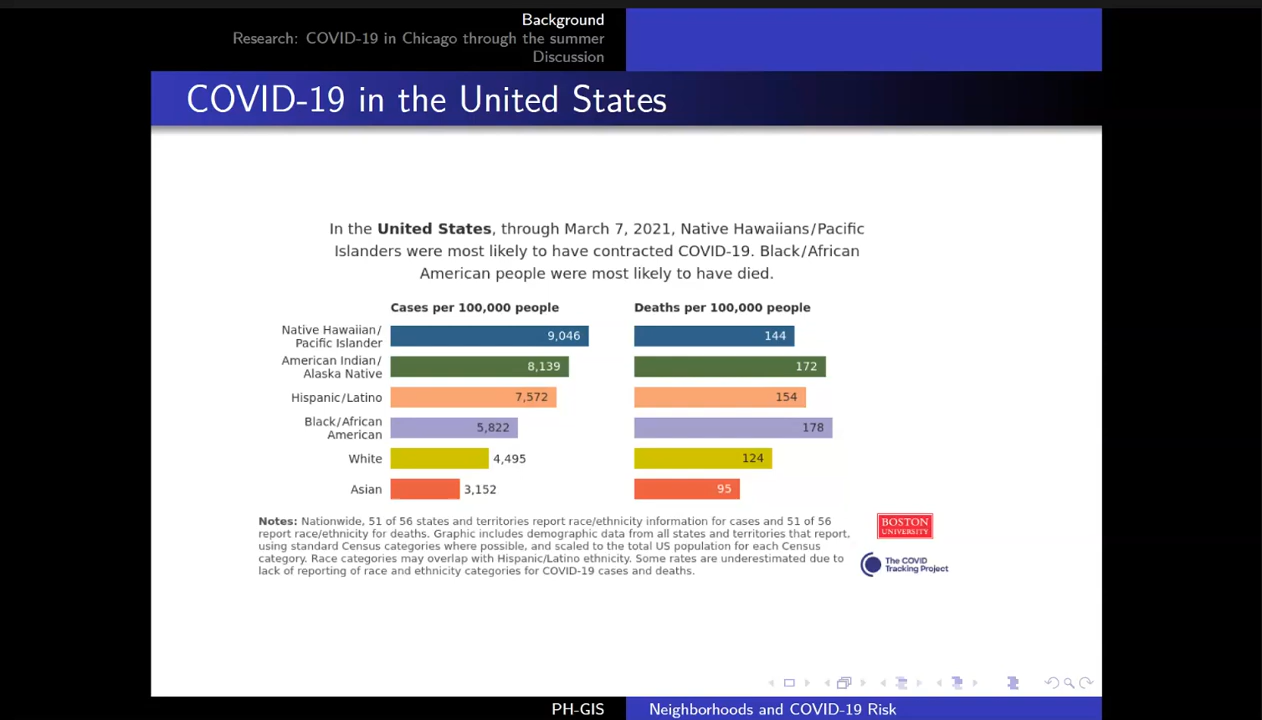 Background
Research: COVID-19 in Chicago through the summer
Discussion
COVID-19 in the United States
In the United States, through March 7, 2021, Native Hawaiians/Pacific
Islanders were most likely to have contracted COVID-19. Black/African
American people were most likely to have died.
Cases per 100,000 people
Deaths per 100,000 people
Native Hawaiian/
Pacific Islander
9,046
144
American Indian/
Alaska Native
8,139
172
Hispanic/Latino
7,572
154
Black/African
American
5,822
178
White
4,495
124
Asian
3,152
95
Notes: Nationwide, 51 of 56 states and territories report race/ethnicity information for cases and 51 of 56
report race/ethnicity for deaths. Graphic includes demographic data from all states and territories that report,
using standard Census categories where possible, and scaled to the total US population for each Census
category. Race categories may overlap with Hispanic/Latino ethnicity. Some rates are underestimated due to
lack of reporting of race and ethnicity categories for COVID-19 cases and deaths.
BOSTON
UNIVERSITY
The COVID
Tracking Project
PH-GIS
Neighborhoods and COVID-19 Risk